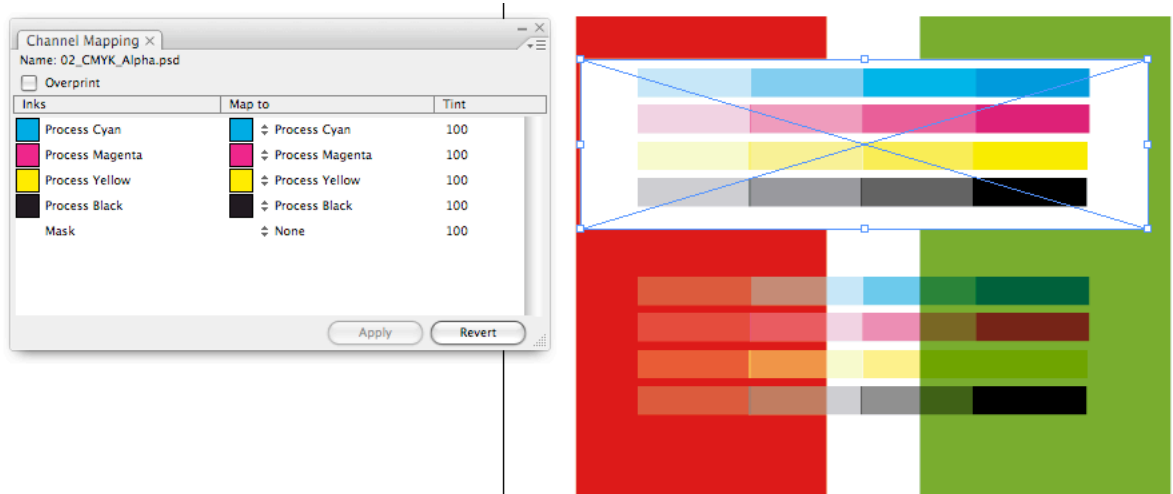 Channel Mapping ×
Name: 02_CMYK_Alpha.psd
Overprint
Inks Map to Tint
Process Cyan Process Cyan 100
Process Magenta Process Magenta 100
Process Yellow Process Yellow 100
Process Black Process Black 100
Mask None 100
Apply Revert